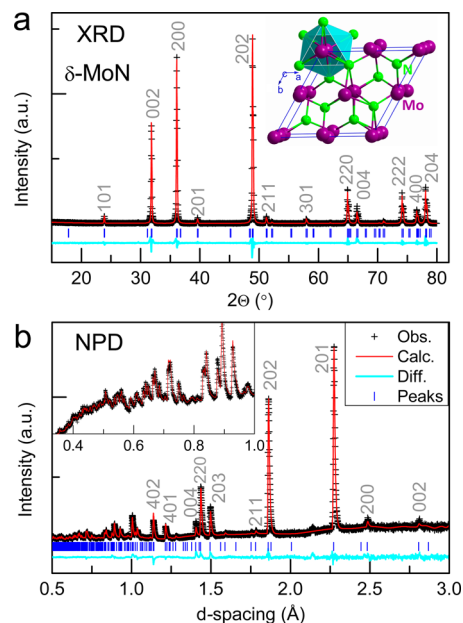 a
XRD
δ-MoN
Intensity (a.u.)
101
002
200
201
202
211
301
220
004
222
400
204
c
a
b
N
Mo
20
30
40
50
60
70
80
2Θ (°)
b
NPD
Intensity (a.u.)
0.4
0.6
0.8
1.0
Obs.
Calc.
Diff.
Peaks
402
401
004
220
203
211
202
201
200
002
0.5
1.0
1.5
2.0
2.5
3.0
d-spacing (Å)